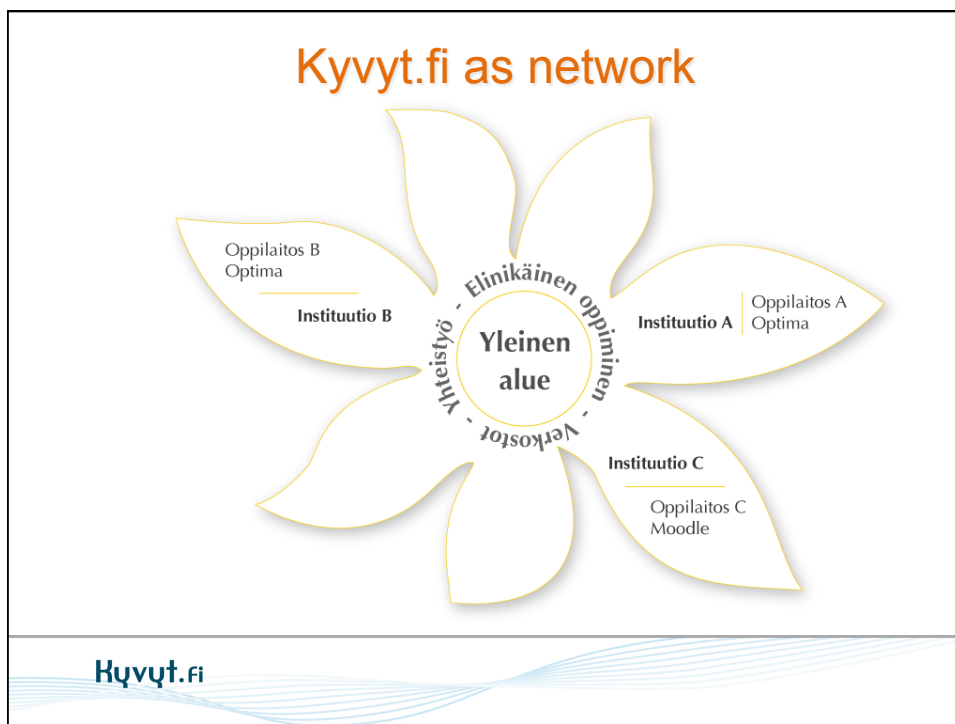 Kyvyt.fi as network
Oppilaitos B
Optima
Instituutio B
Yhteistyö - Elinikäinen oppiminen - Verkostot -
Yleinen
alue
Instituutio A
Oppilaitos A
Optima
Instituutio C
Oppilaitos C
Moodle
Kyvyt.fi